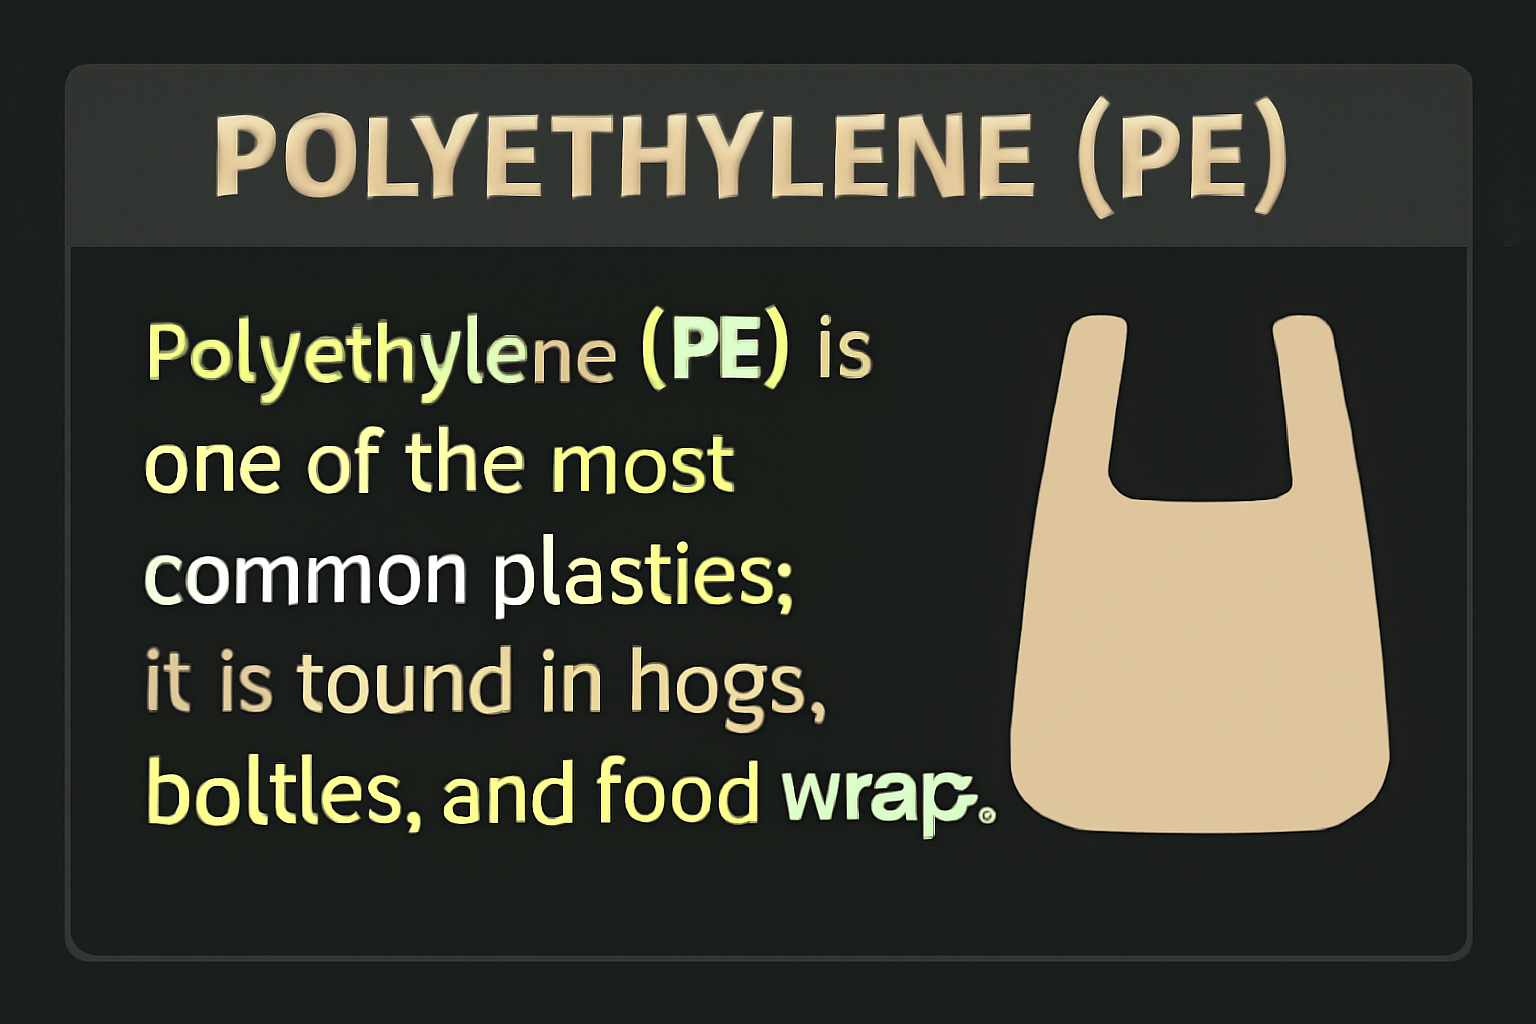 POLYETHYLENE (PE)
Polyethylene (PE) is
one of the most
common plasties;
it is tound in hogs,
boltles, and food wrap.